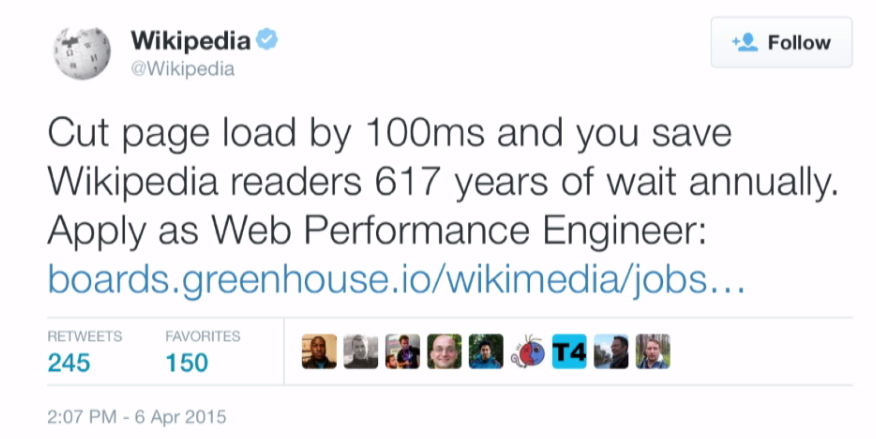 Wikipedia
@Wikipedia
Follow
Cut page load by 100ms and you save
Wikipedia readers 617 years of wait annually.
Apply as Web Performance Engineer:
boards.greenhouse.io/wikimedia/jobs...
RETWEETS
245
FAVORITES
150
T4
2:07 PM - 6 Apr 2015